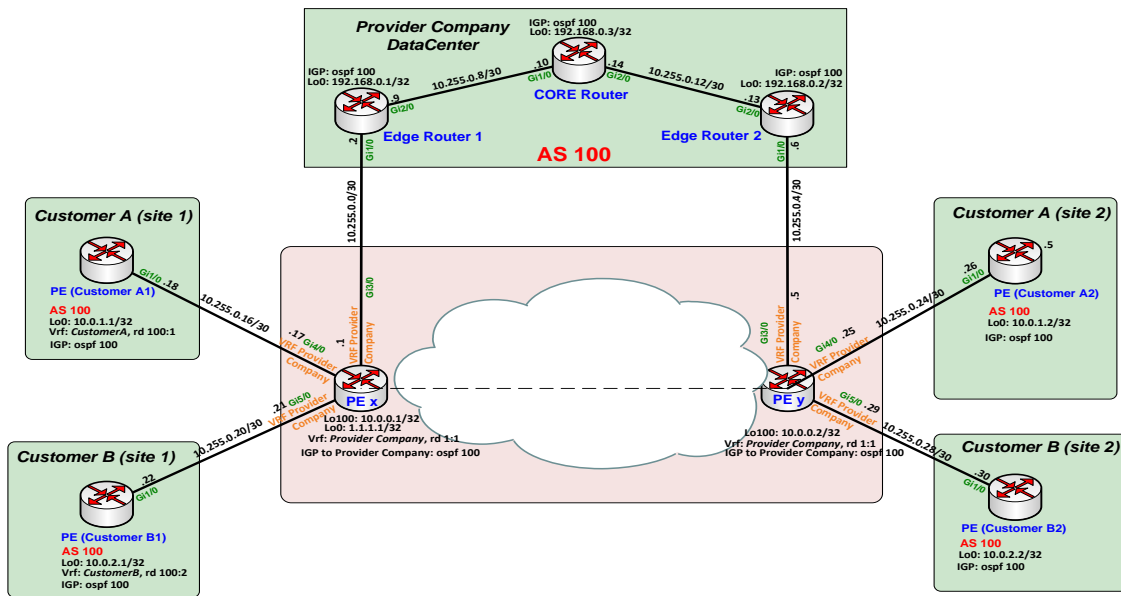 Provider Company
DataCenter
IGP: ospf 100
Lo0: 192.168.0.3/32
.10
Gi1/0
.14
Gi2/0
CORE Router
10.255.0.8/30
10.255.0.12/30
IGP: ospf 100
Lo0: 192.168.0.1/32
.9
Gi2/0
Edge Router 1
.2
Gi1/0
IGP: ospf 100
Lo0: 192.168.0.2/32
.13
Gi2/0
Edge Router 2
.6
Gi1/0
AS 100
10.255.0.0/30
10.255.0.4/30
Customer A (site 1)
Gi1/0
.18
PE (Customer A1)
AS 100
Lo0: 10.0.1.1/32
Vrf: CustomerA, rd 100:1
IGP: ospf 100
10.255.0.16/30
Customer A (site 2)
.5
.26
Gi1/0
PE (Customer A2)
AS 100
Lo0: 10.0.1.2/32
IGP: ospf 100
10.255.0.24/30
Gi3/0
.1
VRF Provider
Company
.17
Gi4/0
VRF Provider
Company
.21
Gi5/0
VRF Provider
Company
PE x
Lo100: 10.0.0.1/32
Lo0: 1.1.1.1/32
Vrf: Provider Company, rd 1:1
IGP to Provider Company: ospf 100
.5
Gi3/0
VRF Provider
Company
Gi4/0
.25
VRF Provider
Company
Gi5/0
.29
VRF Provider
Company
PE y
Lo100: 10.0.0.2/32
Vrf: Provider Company, rd 1:1
IGP to Provider Company: ospf 100
Customer B (site 1)
10.255.0.20/30
.22
Gi1/0
PE (Customer B1)
AS 100
Lo0: 10.0.2.1/32
Vrf: CustomerB, rd 100:2
IGP: ospf 100
Customer B (site 2)
10.255.0.28/30
.30
Gi1/0
PE (Customer B2)
AS 100
Lo0: 10.0.2.2/32
IGP: ospf 100